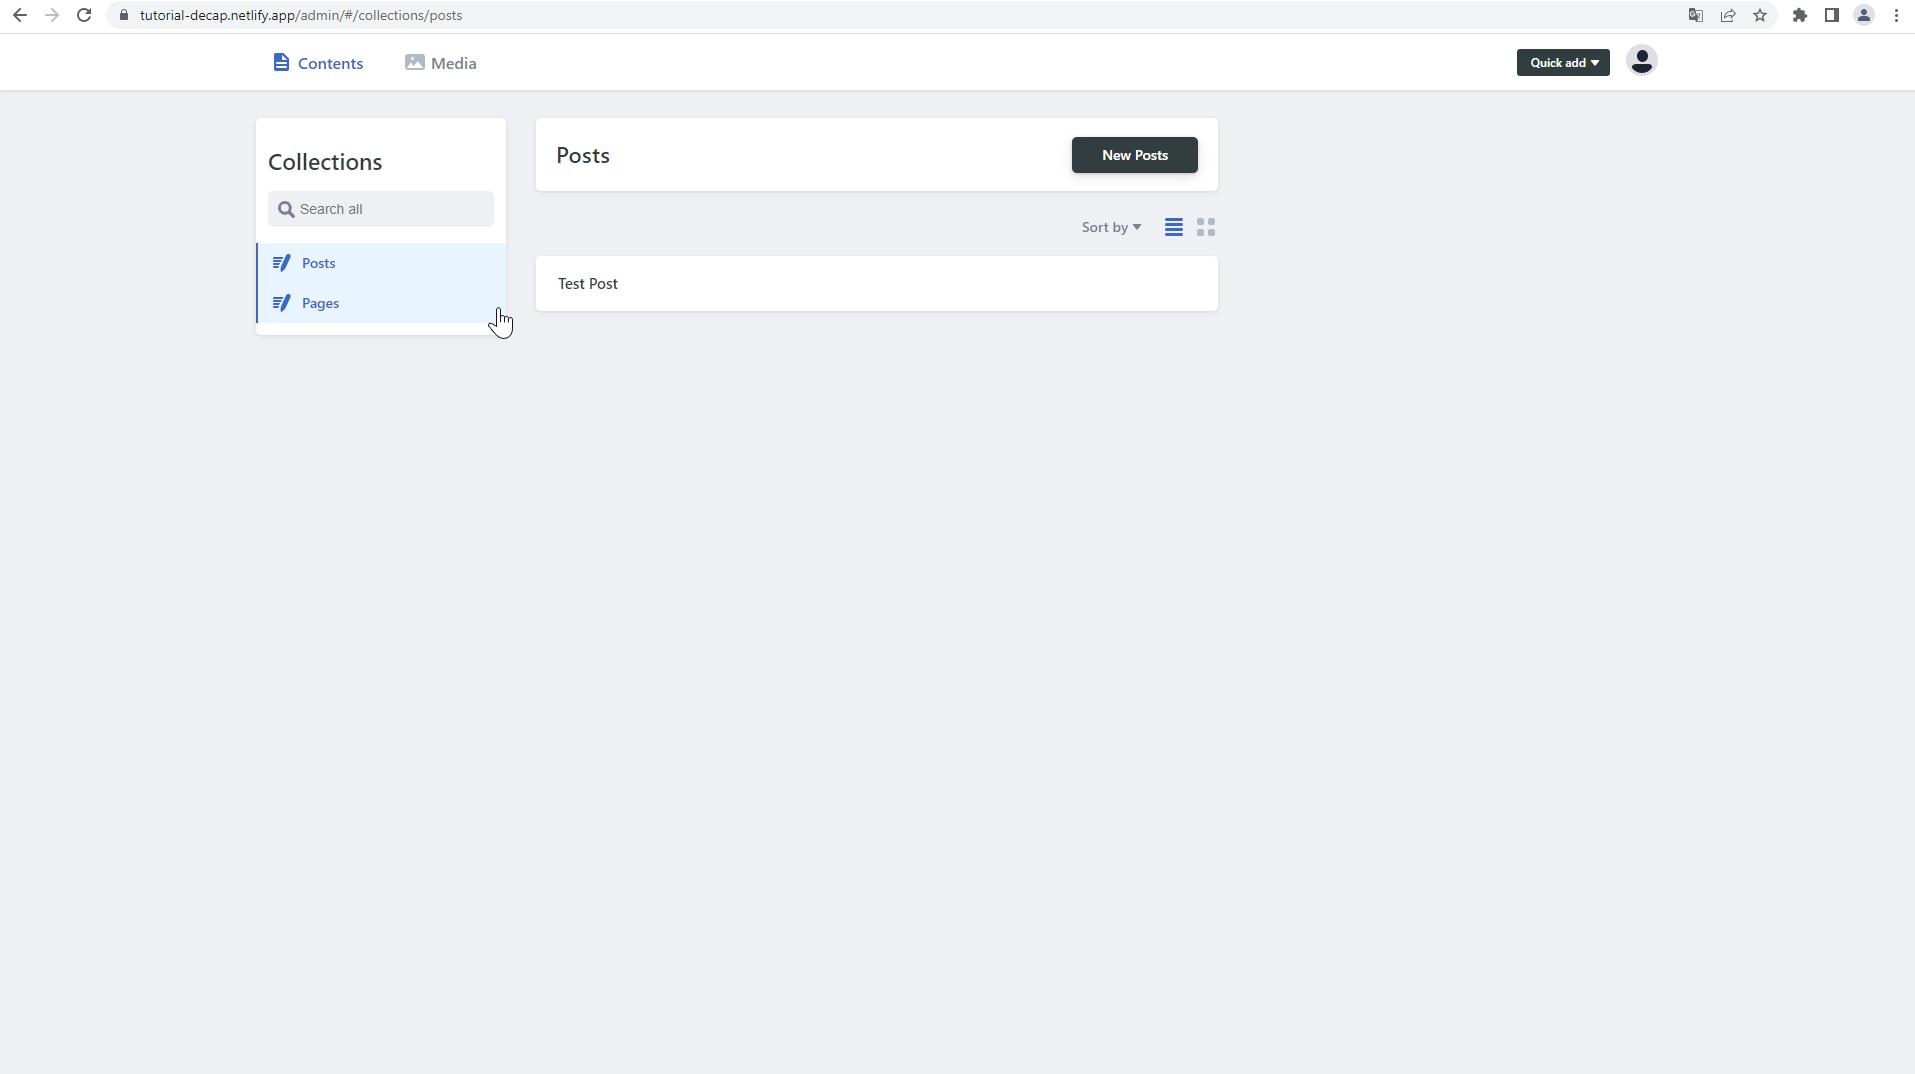 tutorial-decap.netlify.app/admin/#/collections/posts
Contents
Media
Quick add
Collections
Search all
Posts
Pages
Posts
New Posts
Sort by
Test Post